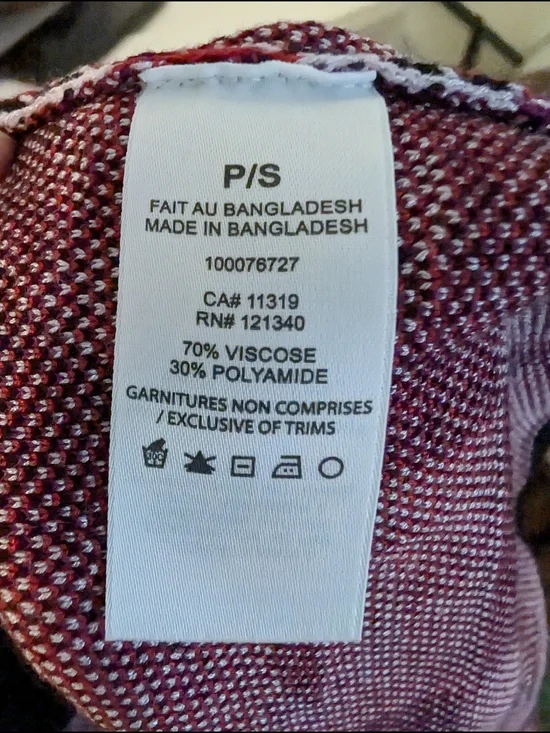 P/S
FAIT AU BANGLADESH
MADE IN BANGLADESH
100076727
CA# 11319
RN# 121340
70% VISCOSE
30% POLYAMIDE
GARNITURES NON COMPRISES
/ EXCLUSIVE OF TRIMS